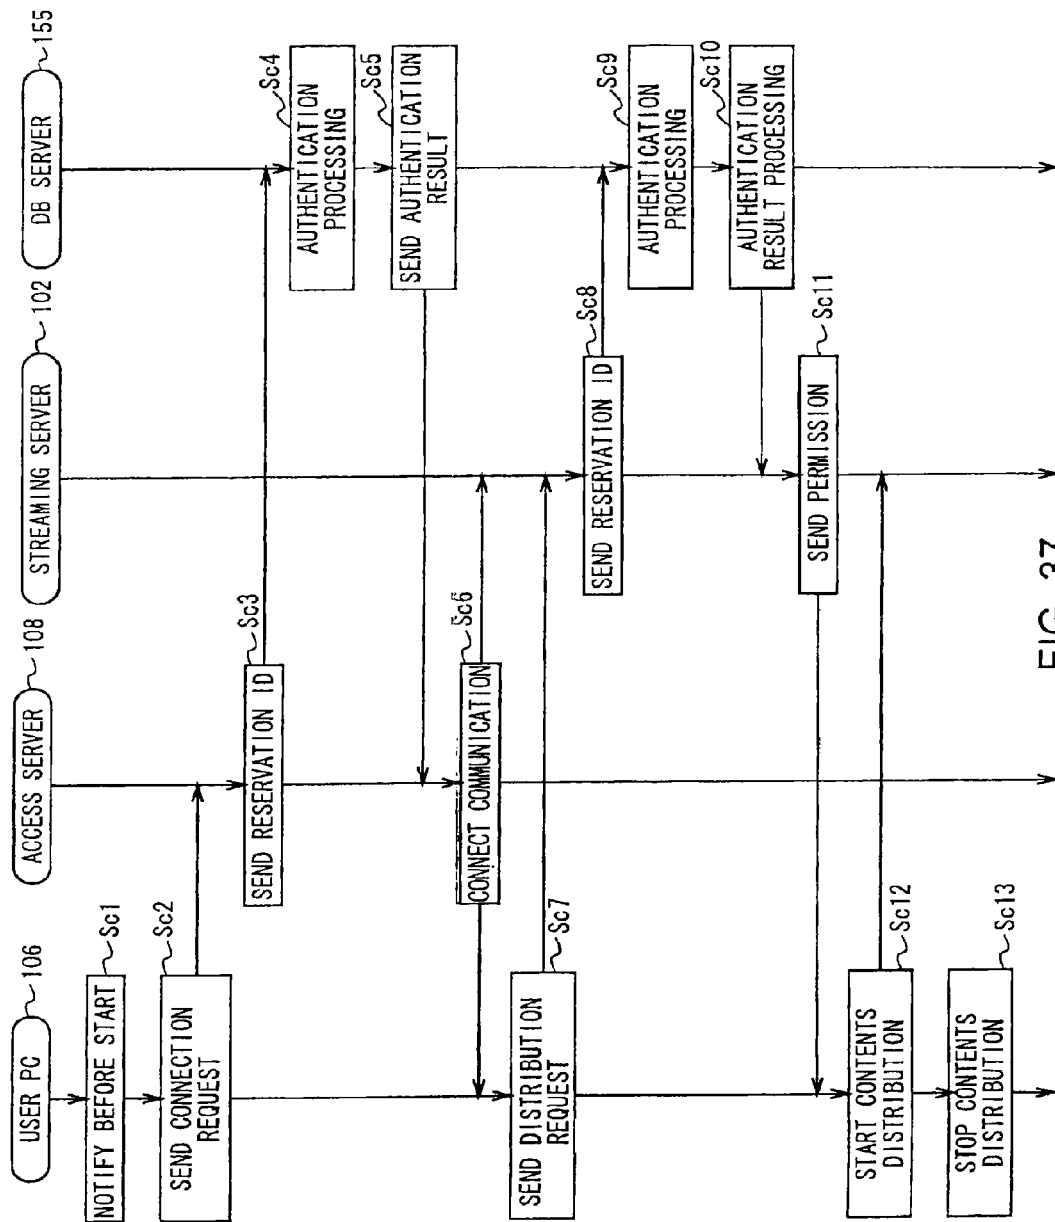 USER PC
106
ACCESS SERVER
108
STREAMING SERVER
102
DB SERVER
155
NOTIFY BEFORE START
Sc1
SEND CONNECTION
REQUEST
Sc2
SEND RESERVATION ID
Sc3
AUTHENTICATION
PROCESSING
Sc4
SEND AUTHENTICATION
RESULT
Sc5
CONNECT COMMUNICATION
Sc6
SEND DISTRIBUTION
REQUEST
Sc7
SEND RESERVATION ID
Sc8
AUTHENTICATION
PROCESSING
Sc9
AUTHENTICATION
RESULT PROCESSING
Sc10
SEND PERMISSION
Sc11
START CONTENTS
DISTRIBUTION
Sc12
STOP CONTENTS
DISTRIBUTION
Sc13
FIG. 37